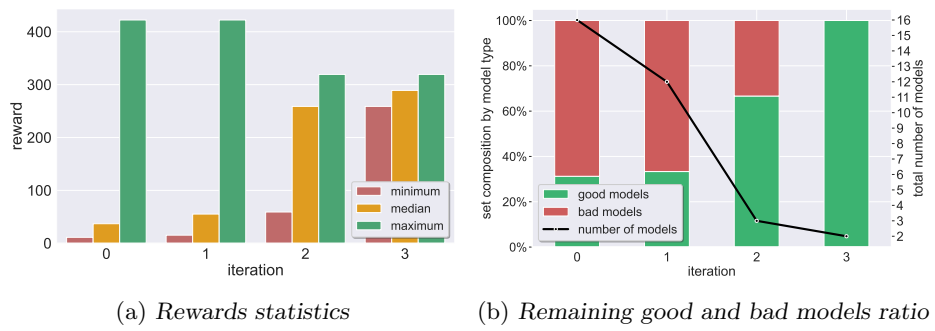 400
300
200
100
0
reward
0 1 2 3
iteration
minimum
median
maximum
(a) Rewards statistics
100%
80%
60%
40%
20%
0%
set composition by model type
16
15
14
13
12
11
10
9
8
7
6
5
4
3
2
total number of models
0 1 2 3
iteration
good models
bad models
number of models
(b) Remaining good and bad models ratio